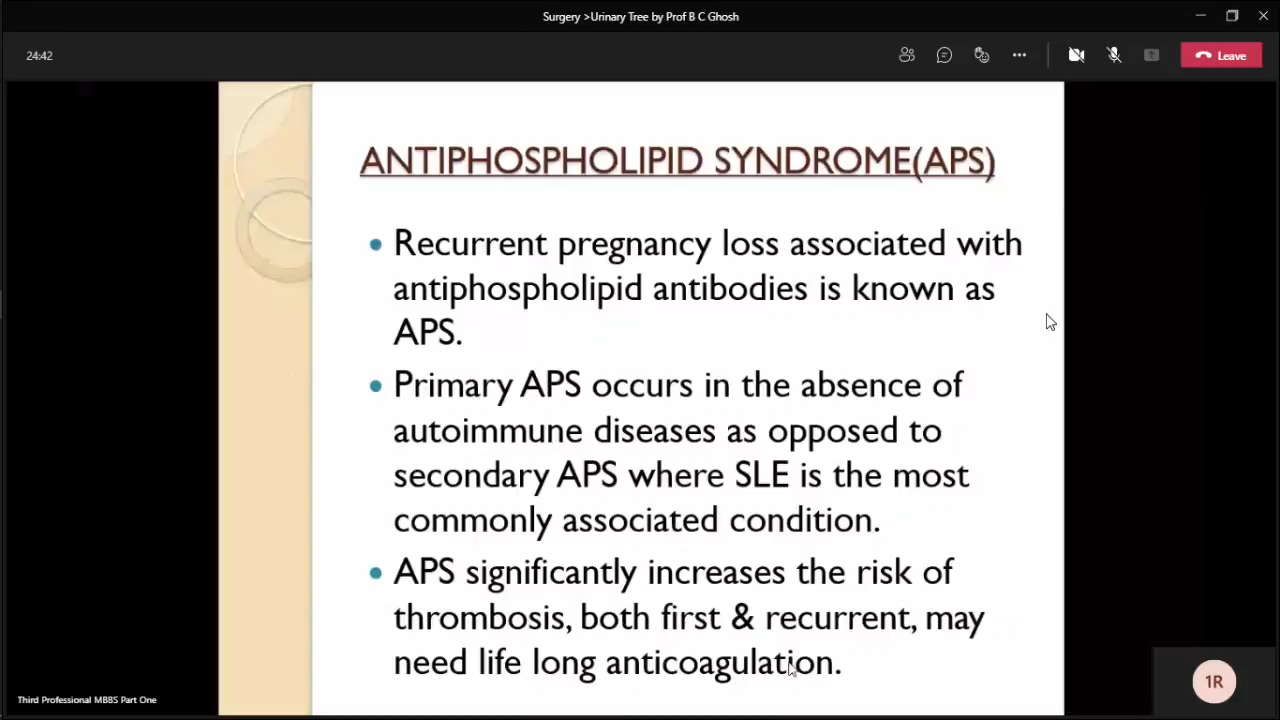 Surgery >Urinary Tree by Prof B C Ghosh
24:42
Leave
ANTIPHOSPHOLIPID SYNDROME(APS)
• Recurrent pregnancy loss associated with
antiphospholipid antibodies is known as
APS.
• Primary APS occurs in the absence of
autoimmune diseases as opposed to
secondary APS where SLE is the most
commonly associated condition.
• APS significantly increases the risk of
thrombosis, both first & recurrent, may
need life long anticoagulation.
1R
Third Professional MBBS Part One